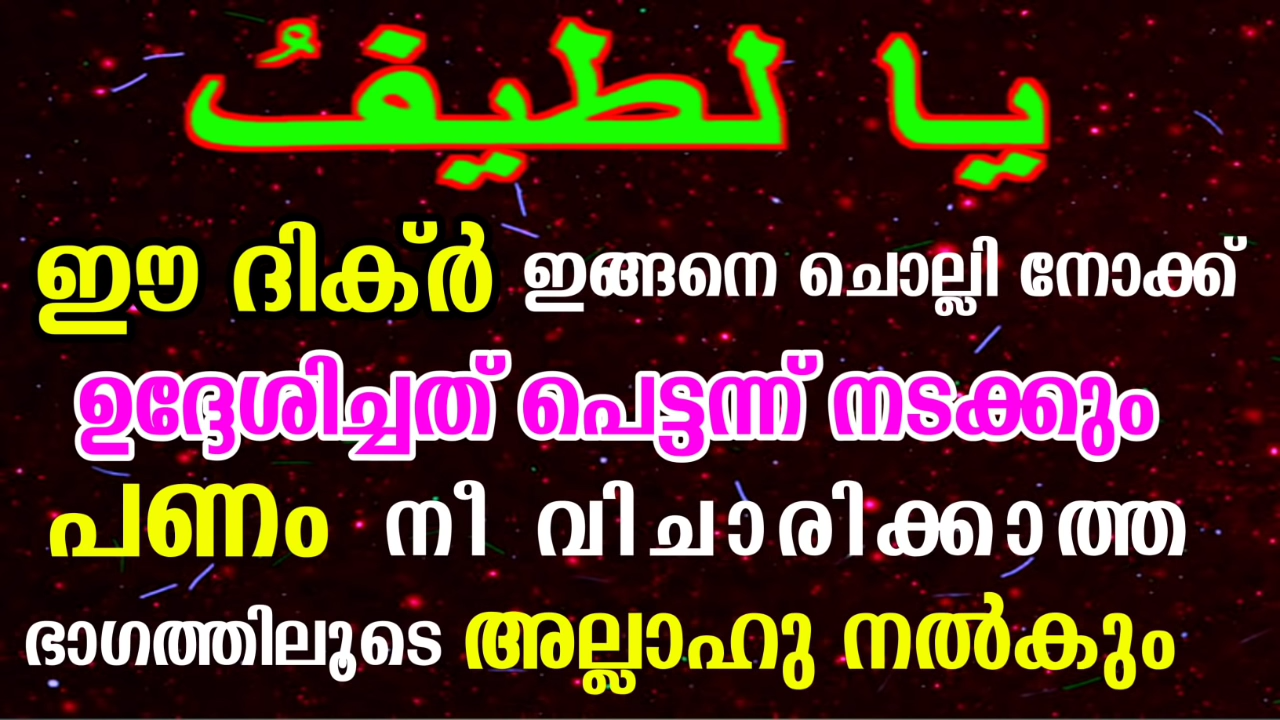 يا لطيفُ
ഈ ദിക്ർ ഇങ്ങനെ ചൊല്ലി നോക്ക്
ഉദ്ദേശിച്ചത് പെട്ടന്ന് നടക്കും
പണം നീ വിചാരിക്കാത്ത
ഭാഗത്തിലൂടെ അല്ലാഹു നൽകും